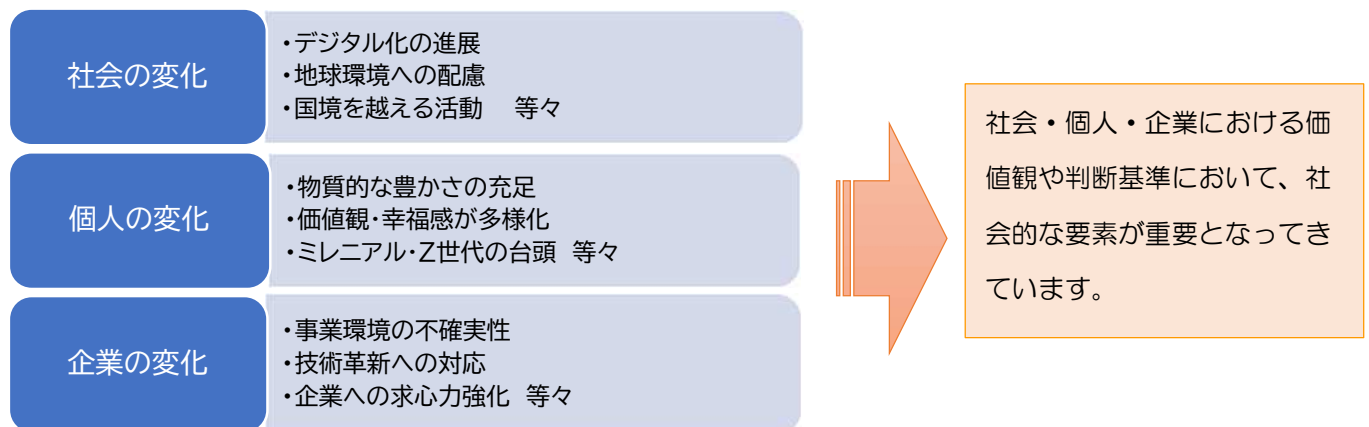 社会の変化
・デジタル化の進展
・地球環境への配慮
・国境を越える活動　等々
個人の変化
・物質的な豊かさの充足
・価値観・幸福感が多様化
・ミレニアル・Z世代の台頭　等々
企業の変化
・事業環境の不確実性
・技術革新への対応
・企業への求心力強化　等々
社会・個人・企業における価
値観や判断基準において、社
会的な要素が重要となってき
ています。